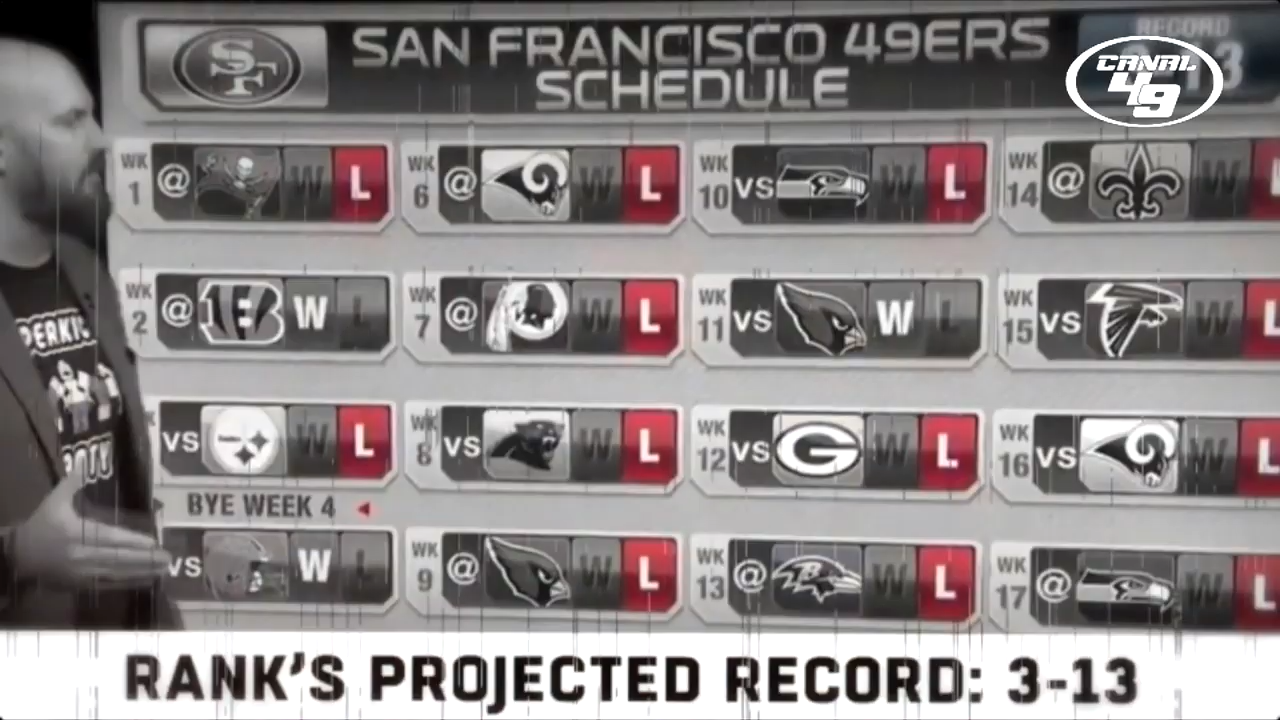 SAN FRANCISCO 49ERS
SCHEDULE
RECORD
CANAL
49
WK 1 @ W L
WK 6 @ W L
WK 10 VS W L
WK 14 @ W
WK 2 @ W L
WK 7 @ W L
WK 11 VS W L
WK 15 VS W L
VS W L
WK 8 VS W L
WK 12 VS W L
WK 16 VS W L
BYE WEEK 4
VS W L
WK 9 @ W L
WK 13 @ W L
WK 17 @ W L
RANK'S PROJECTED RECORD: 3-13